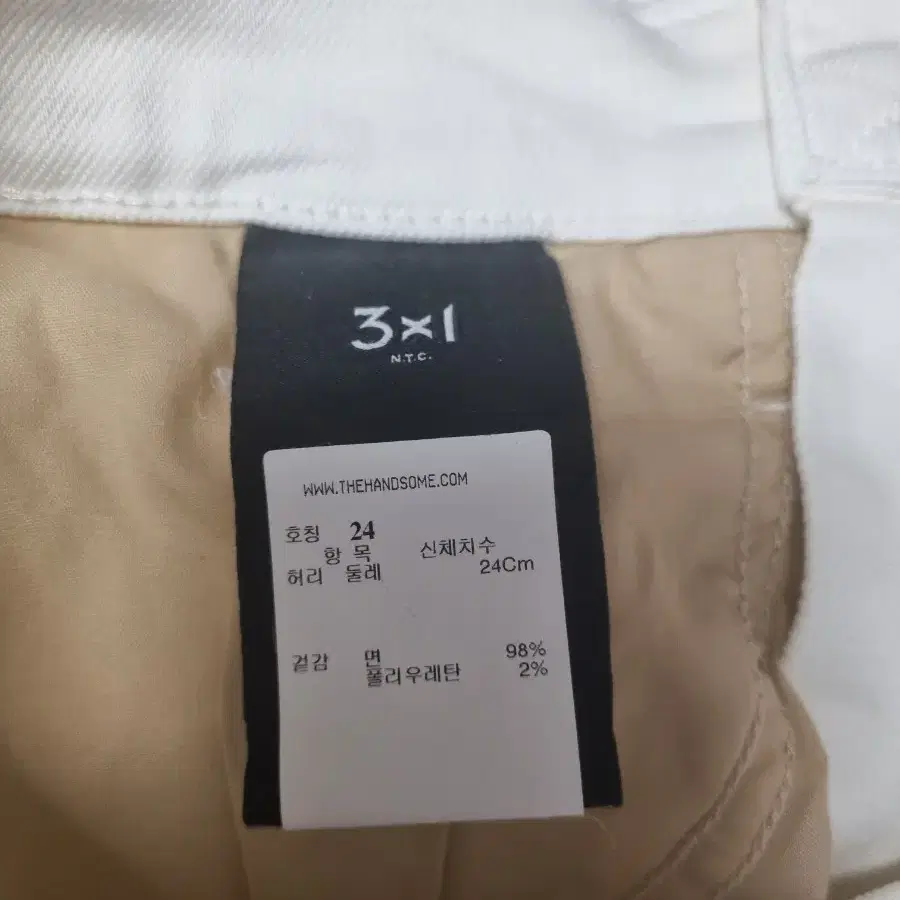 3x1
N.T.C.
WWW.THEHANDSOME.COM
호칭 24
항 목 신체치수
허리 둘레 24Cm
겉감 면 98%
폴리우레탄 2%